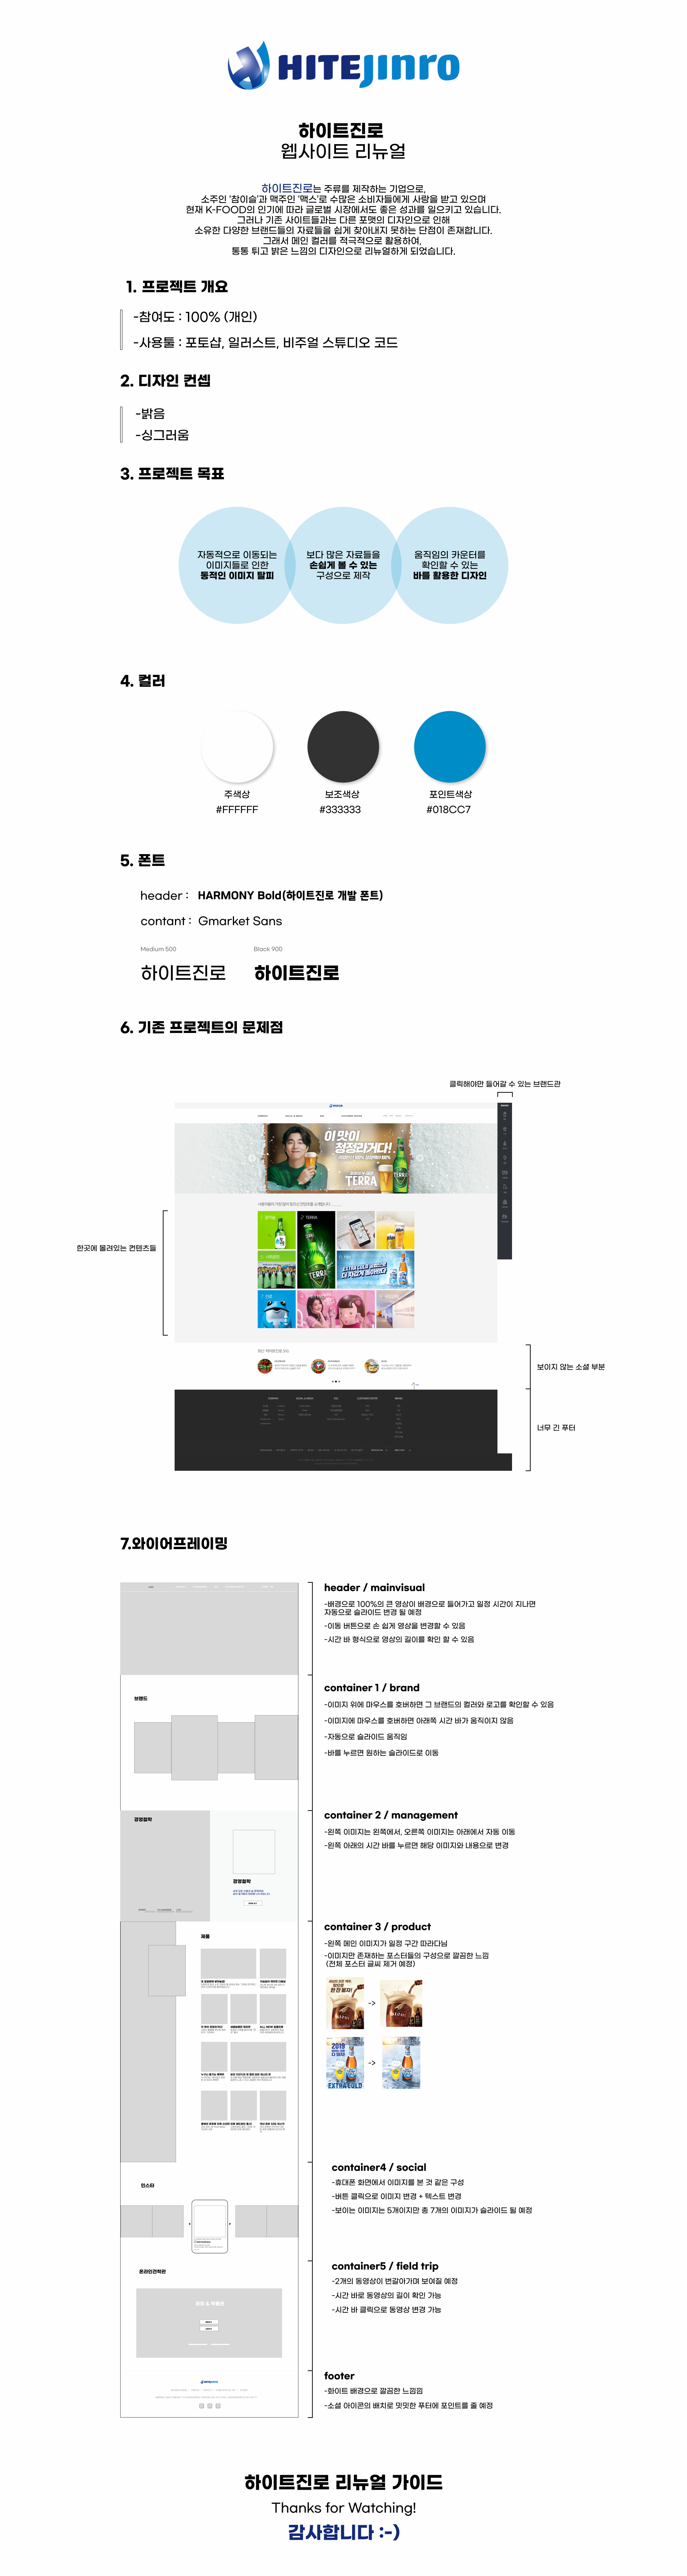 HITEJINRO
하이트진로
웹사이트 리뉴얼
하이트진로는 주류를 제작하는 기업으로,
소주인 '참이슬'과 맥주인 '맥스'로 수많은 소비자들에게 사랑을 받고 있으며
현재 K-FOOD의 인기에 따라 글로벌 시장에서도 좋은 성과를 일으키고 있습니다.
그러나 기존 사이트들과는 다른 포맷의 디자인으로 인해
소유한 다양한 브랜드들의 자료들을 쉽게 찾아내지 못하는 단점이 존재합니다.
그래서 메인 컬러를 적극적으로 활용하여,
통통 튀고 밝은 느낌의 디자인으로 리뉴얼하게 되었습니다.
1. 프로젝트 개요
-참여도 : 100% (개인)
-사용툴 : 포토샵, 일러스트, 비주얼 스튜디오 코드
2. 디자인 컨셉
-밝음
-싱그러움
3. 프로젝트 목표
자동적으로 이동되는
이미지들로 인한
동적인 이미지 탈피
보다 많은 자료들을
손쉽게 볼 수 있는
구성으로 제작
움직임의 카운터를
확인할 수 있는
바를 활용한 디자인
4. 컬러
주색상
#FFFFFF
보조색상
#333333
포인트색상
#018CC7
5. 폰트
header : HARMONY Bold(하이트진로 개발 폰트)
contant : Gmarket Sans
Medium 500
Black 900
하이트진로
하이트진로
6. 기존 프로젝트의 문제점
클릭해야만 들어갈 수 있는 브랜드관
이 맛이
청정라거다!
TERRA
한곳에 몰려있는 컨텐츠들
TERRA
TERRA
보이지 않는 소셜 부분
너무 긴 푸터
7.와이어프레이밍
header / mainvisual
-배경으로 100%의 큰 영상이 배경으로 들어가고 일정 시간이 지나면
자동으로 슬라이드 변경 될 예정
-이동 버튼으로 손 쉽게 영상을 변경할 수 있음
-시간 바 형식으로 영상의 길이를 확인 할 수 있음
브랜드
container 1 / brand
-이미지 위에 마우스를 호버하면 그 브랜드의 컬러와 로고를 확인할 수 있음
-이미지에 마우스를 호버하면 아래쪽 시간 바가 움직이지 않음
-자동으로 슬라이드 움직임
-바를 누르면 원하는 슬라이드로 이동
경영철학
경영철학
container 2 / management
-왼쪽 이미지는 왼쪽에서, 오른쪽 이미지는 아래에서 자동 이동
-왼쪽 아래의 시간 바를 누르면 해당 이미지와 내용으로 변경
제품
container 3 / product
-왼쪽 메인 이미지가 일정 구간 따라다님
-이미지만 존재하는 포스터들의 구성으로 깔끔한 느낌
(전체 포스터 글씨 제거 예정)
->
2019
EXTRA COLD
->
인스타
container4 / social
-휴대폰 화면에서 이미지를 본 것 같은 구성
-버튼 클릭으로 이미지 변경 + 텍스트 변경
-보이는 이미지는 5개이지만 총 7개의 이미지가 슬라이드 될 예정
온라인견학관
container5 / field trip
-2개의 동영상이 번갈아가며 보여질 예정
-시간 바로 동영상의 길이 확인 가능
-시간 바 클릭으로 동영상 변경 가능
HITEJINRO
footer
-화이트 배경으로 깔끔한 느낌낌
-소셜 아이콘의 배치로 밋밋한 푸터에 포인트를 줄 예정
하이트진로 리뉴얼 가이드
Thanks for Watching!
감사합니다 :-)